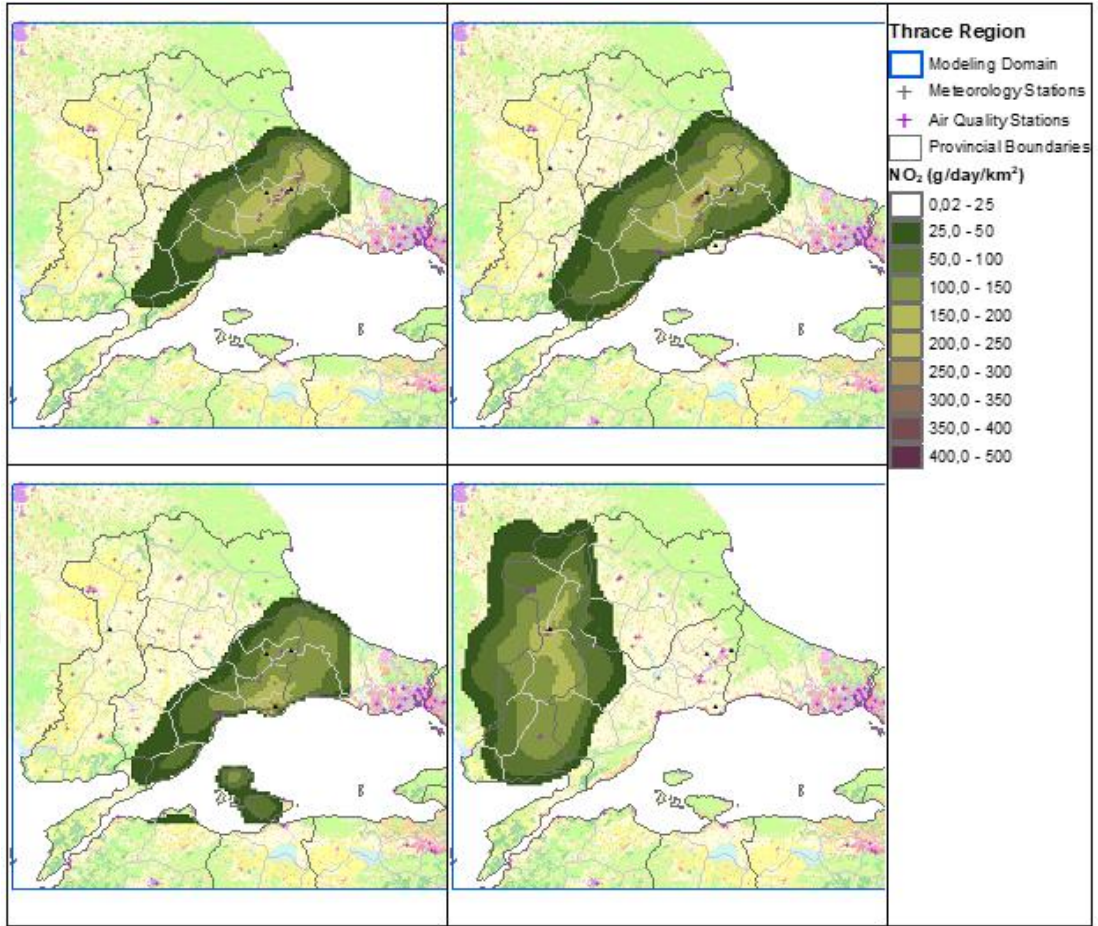 Thrace Region
Modeling Domain
Meteorology Stations
Air Quality Stations
Provincial Boundaries
NO₂ (g/day/km²)
0,02 - 25
25,0 - 50
50,0 - 100
100,0 - 150
150,0 - 200
200,0 - 250
250,0 - 300
300,0 - 350
350,0 - 400
400,0 - 500